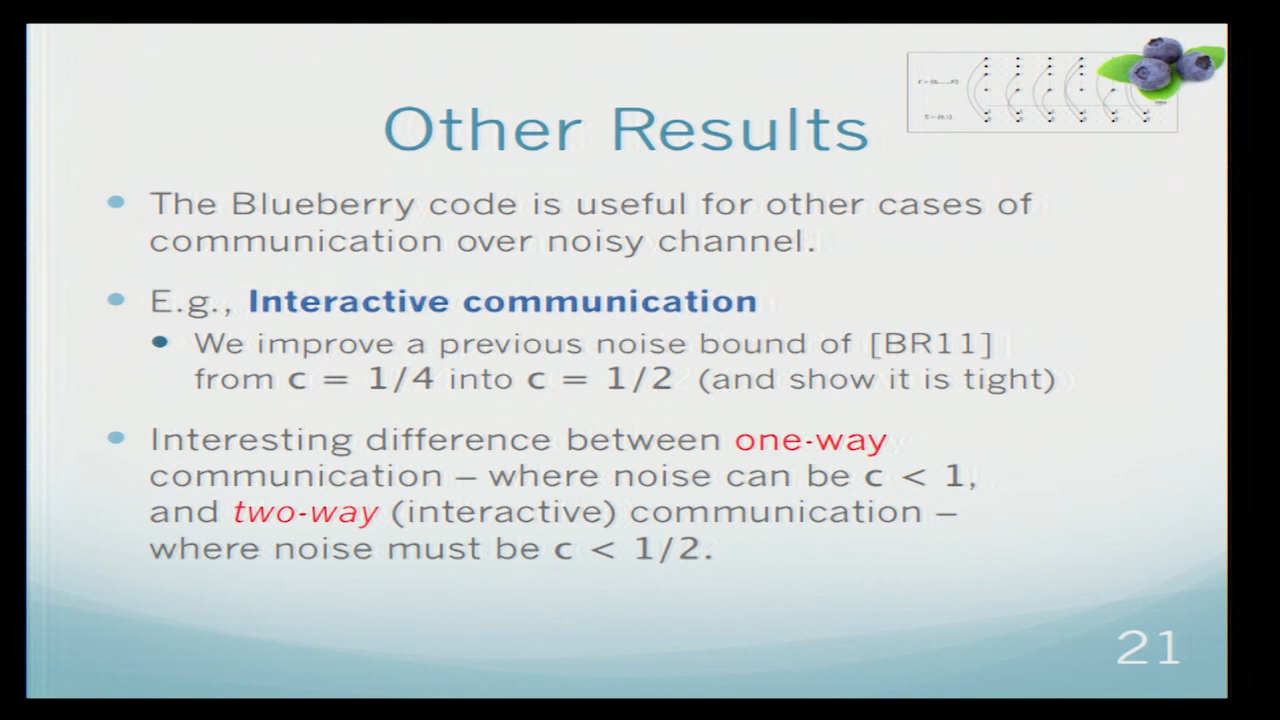 Other Results
The Blueberry code is useful for other cases of
communication over noisy channel.
E.g., Interactive communication
We improve a previous noise bound of [BR11]
from c = 1/4 into c = 1/2 (and show it is tight)
Interesting difference between one-way
communication – where noise can be c < 1,
and two-way (interactive) communication –
where noise must be c < 1/2.
21